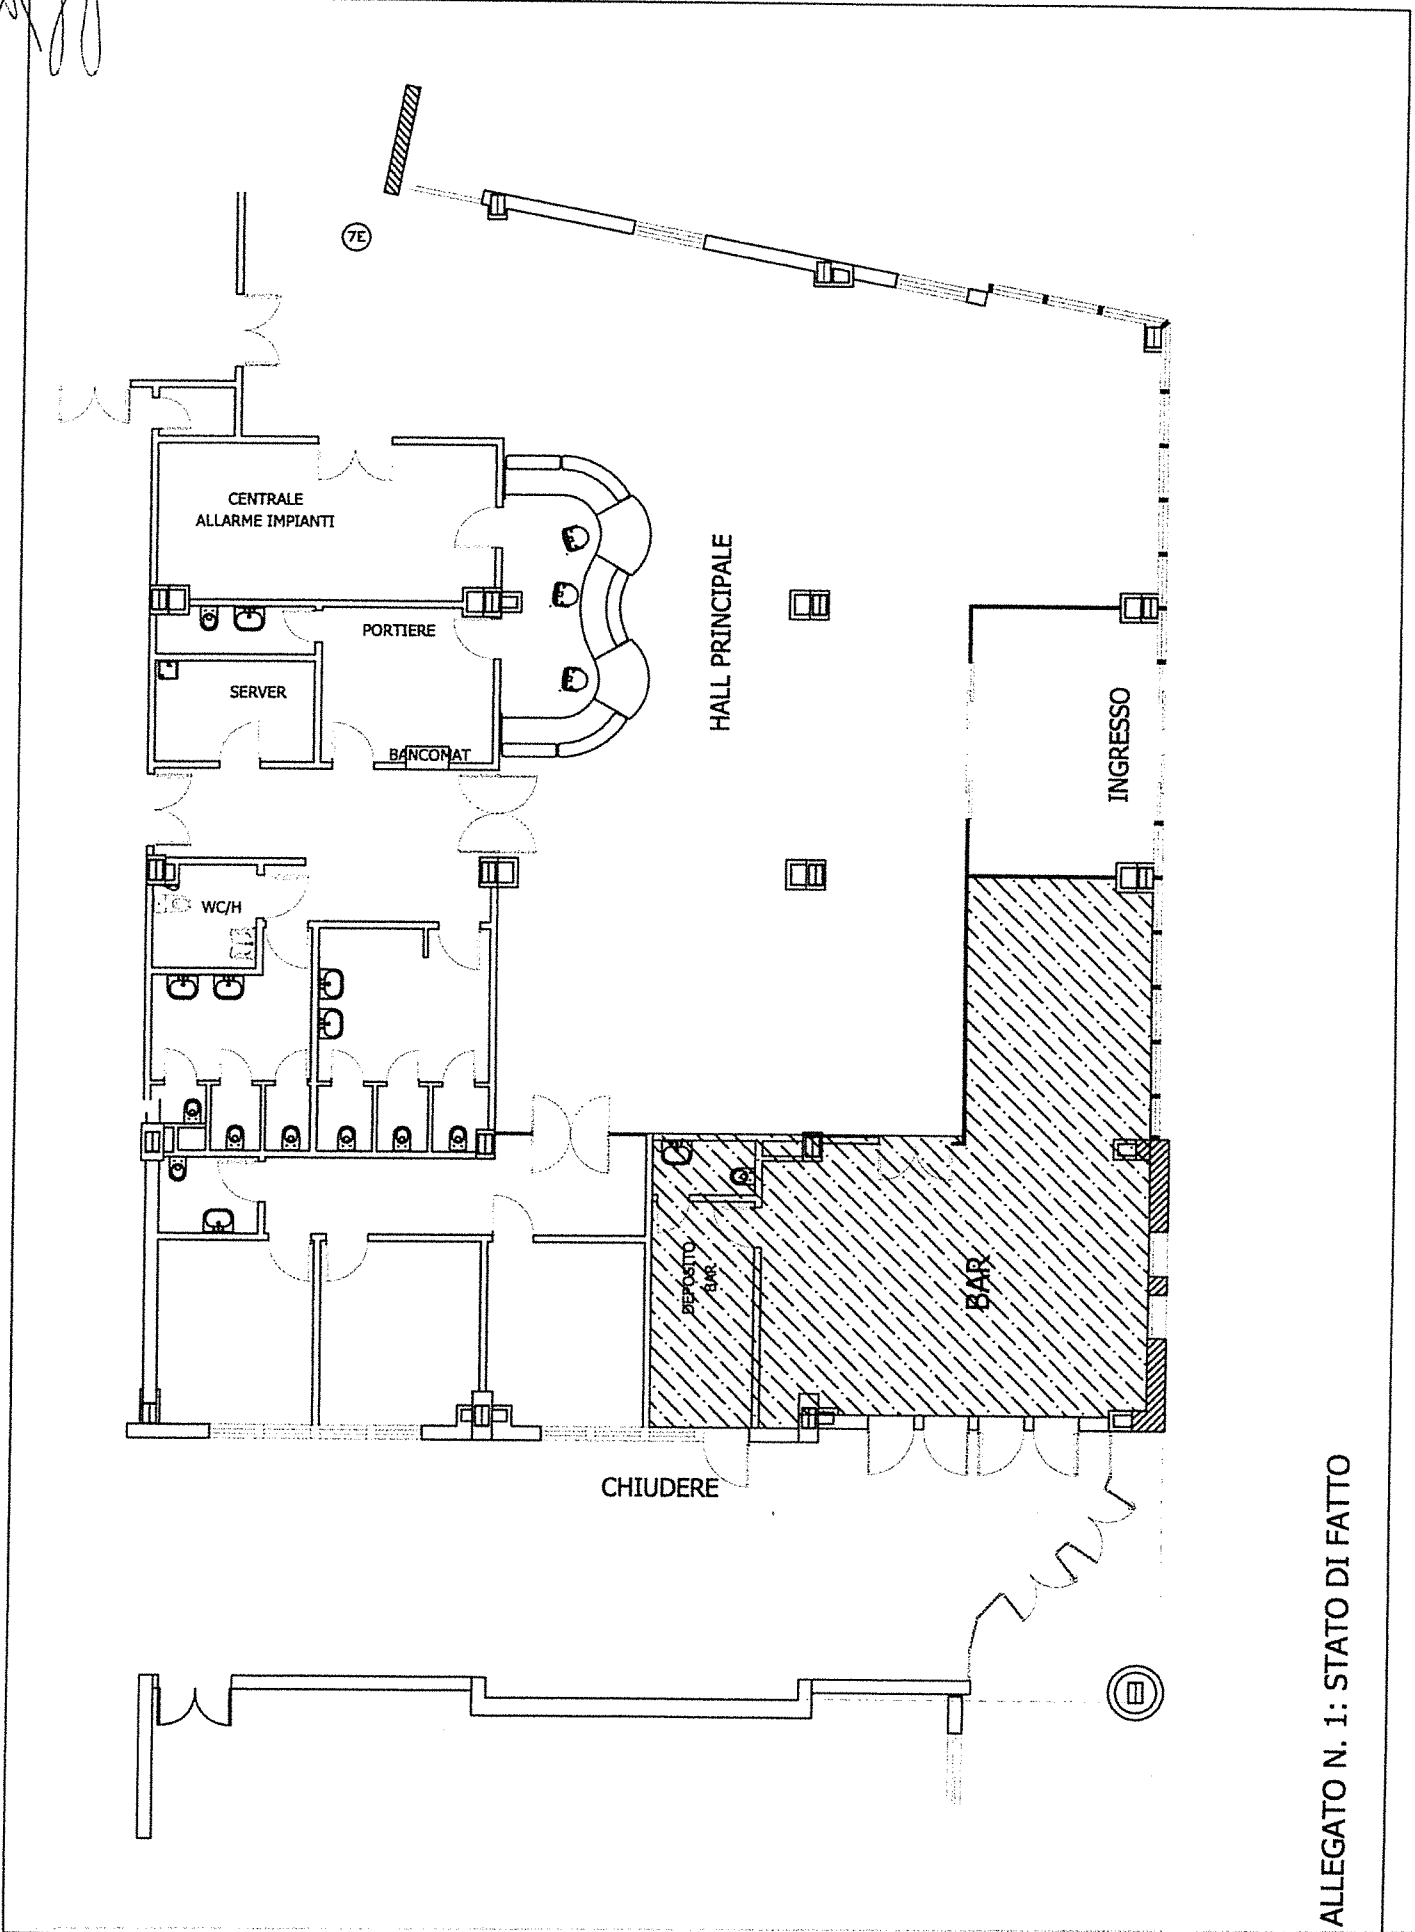 7E
CENTRALE
ALLARME IMPIANTI
PORTIERE
SERVER
BANCOMAT
HALL PRINCIPALE
INGRESSO
WC/H
DEPOSITO
BAR
BAR
CHIUDERE
ALLEGATO N. 1: STATO DI FATTO